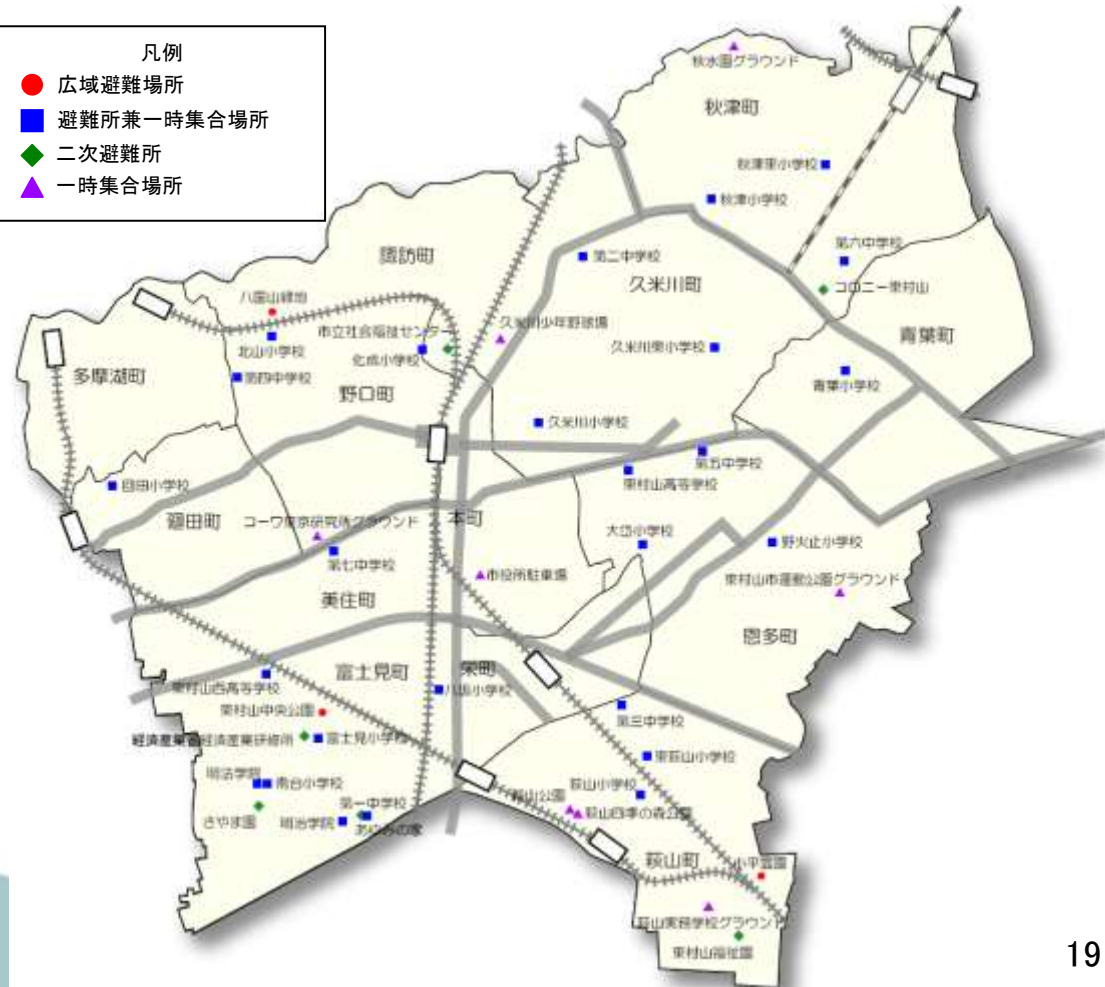 凡例
広域避難場所
避難所兼一時集合場所
二次避難所
一時集合場所
秋水園グラウンド
秋津町
秋津東小学校
秋津小学校
第六中学校
コロニー東村山
諏訪町
第二中学校
久米川町
八国山緑地
市立社会福祉センター
久米川少年野球場
青葉町
北山小学校
化成小学校
久米川東小学校
多摩湖町
第四中学校
野口町
青葉小学校
久米川小学校
第五中学校
回田小学校
東村山高等学校
廻田町
コーワ東京研究所グラウンド
本町
大岱小学校
野火止小学校
第七中学校
市役所駐車場
東村山市運動公園グラウンド
美住町
恩多町
富士見町
栄町
東村山西高等学校
八坂小学校
東村山中央公園
第三中学校
経済産業省経済産業研修所
富士見小学校
東萩山小学校
明法学院
南台小学校
萩山小学校
萩山公園
萩山四季の森公園
さやま園
第一中学校
明治学院
あゆみの家
萩山町
小平霊園
萩山実務学校グラウンド
東村山福祉園
19